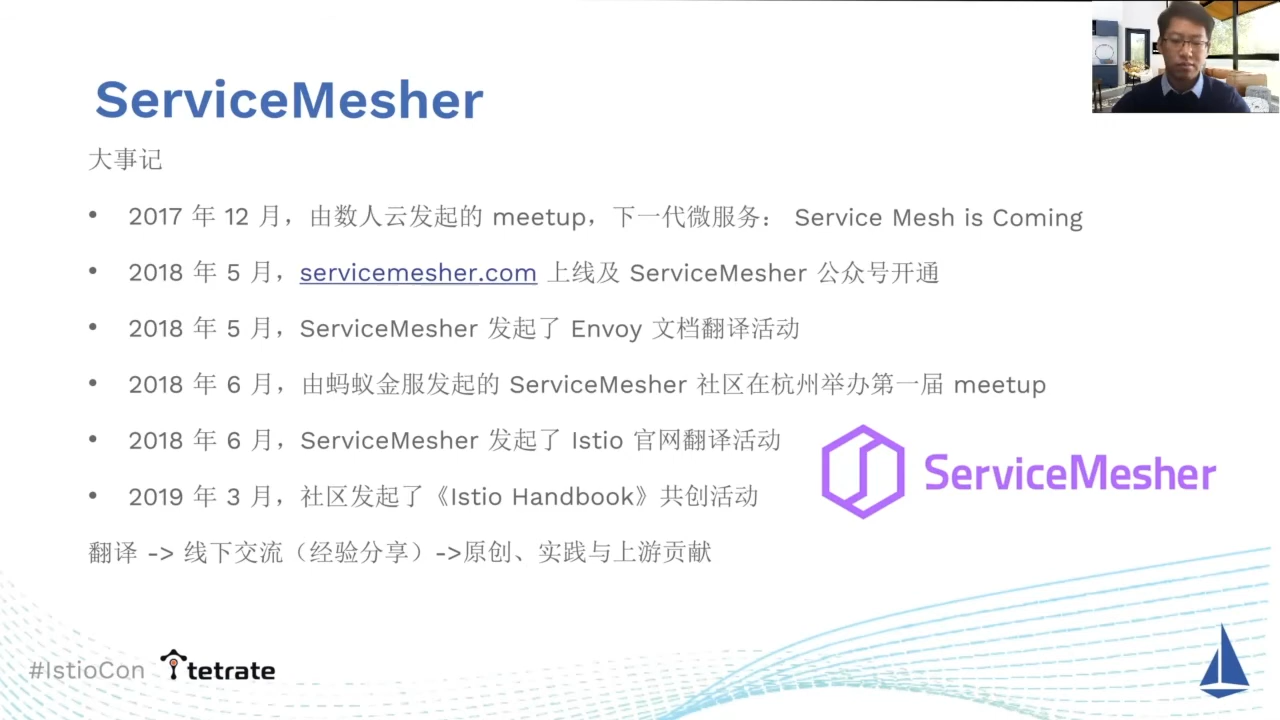 ServiceMesher
大事记
• 2017 年 12 月，由数人云发起的 meetup，下一代微服务： Service Mesh is Coming
• 2018 年 5 月，servicemesher.com 上线及 ServiceMesher 公众号开通
• 2018 年 5 月，ServiceMesher 发起了 Envoy 文档翻译活动
• 2018 年 6 月，由蚂蚁金服发起的 ServiceMesher 社区在杭州举办第一届 meetup
• 2018 年 6 月，ServiceMesher 发起了 Istio 官网翻译活动
• 2019 年 3 月，社区发起了《Istio Handbook》共创活动
ServiceMesher
翻译 -> 线下交流（经验分享）->原创、实践与上游贡献
#IstioCon tetrate